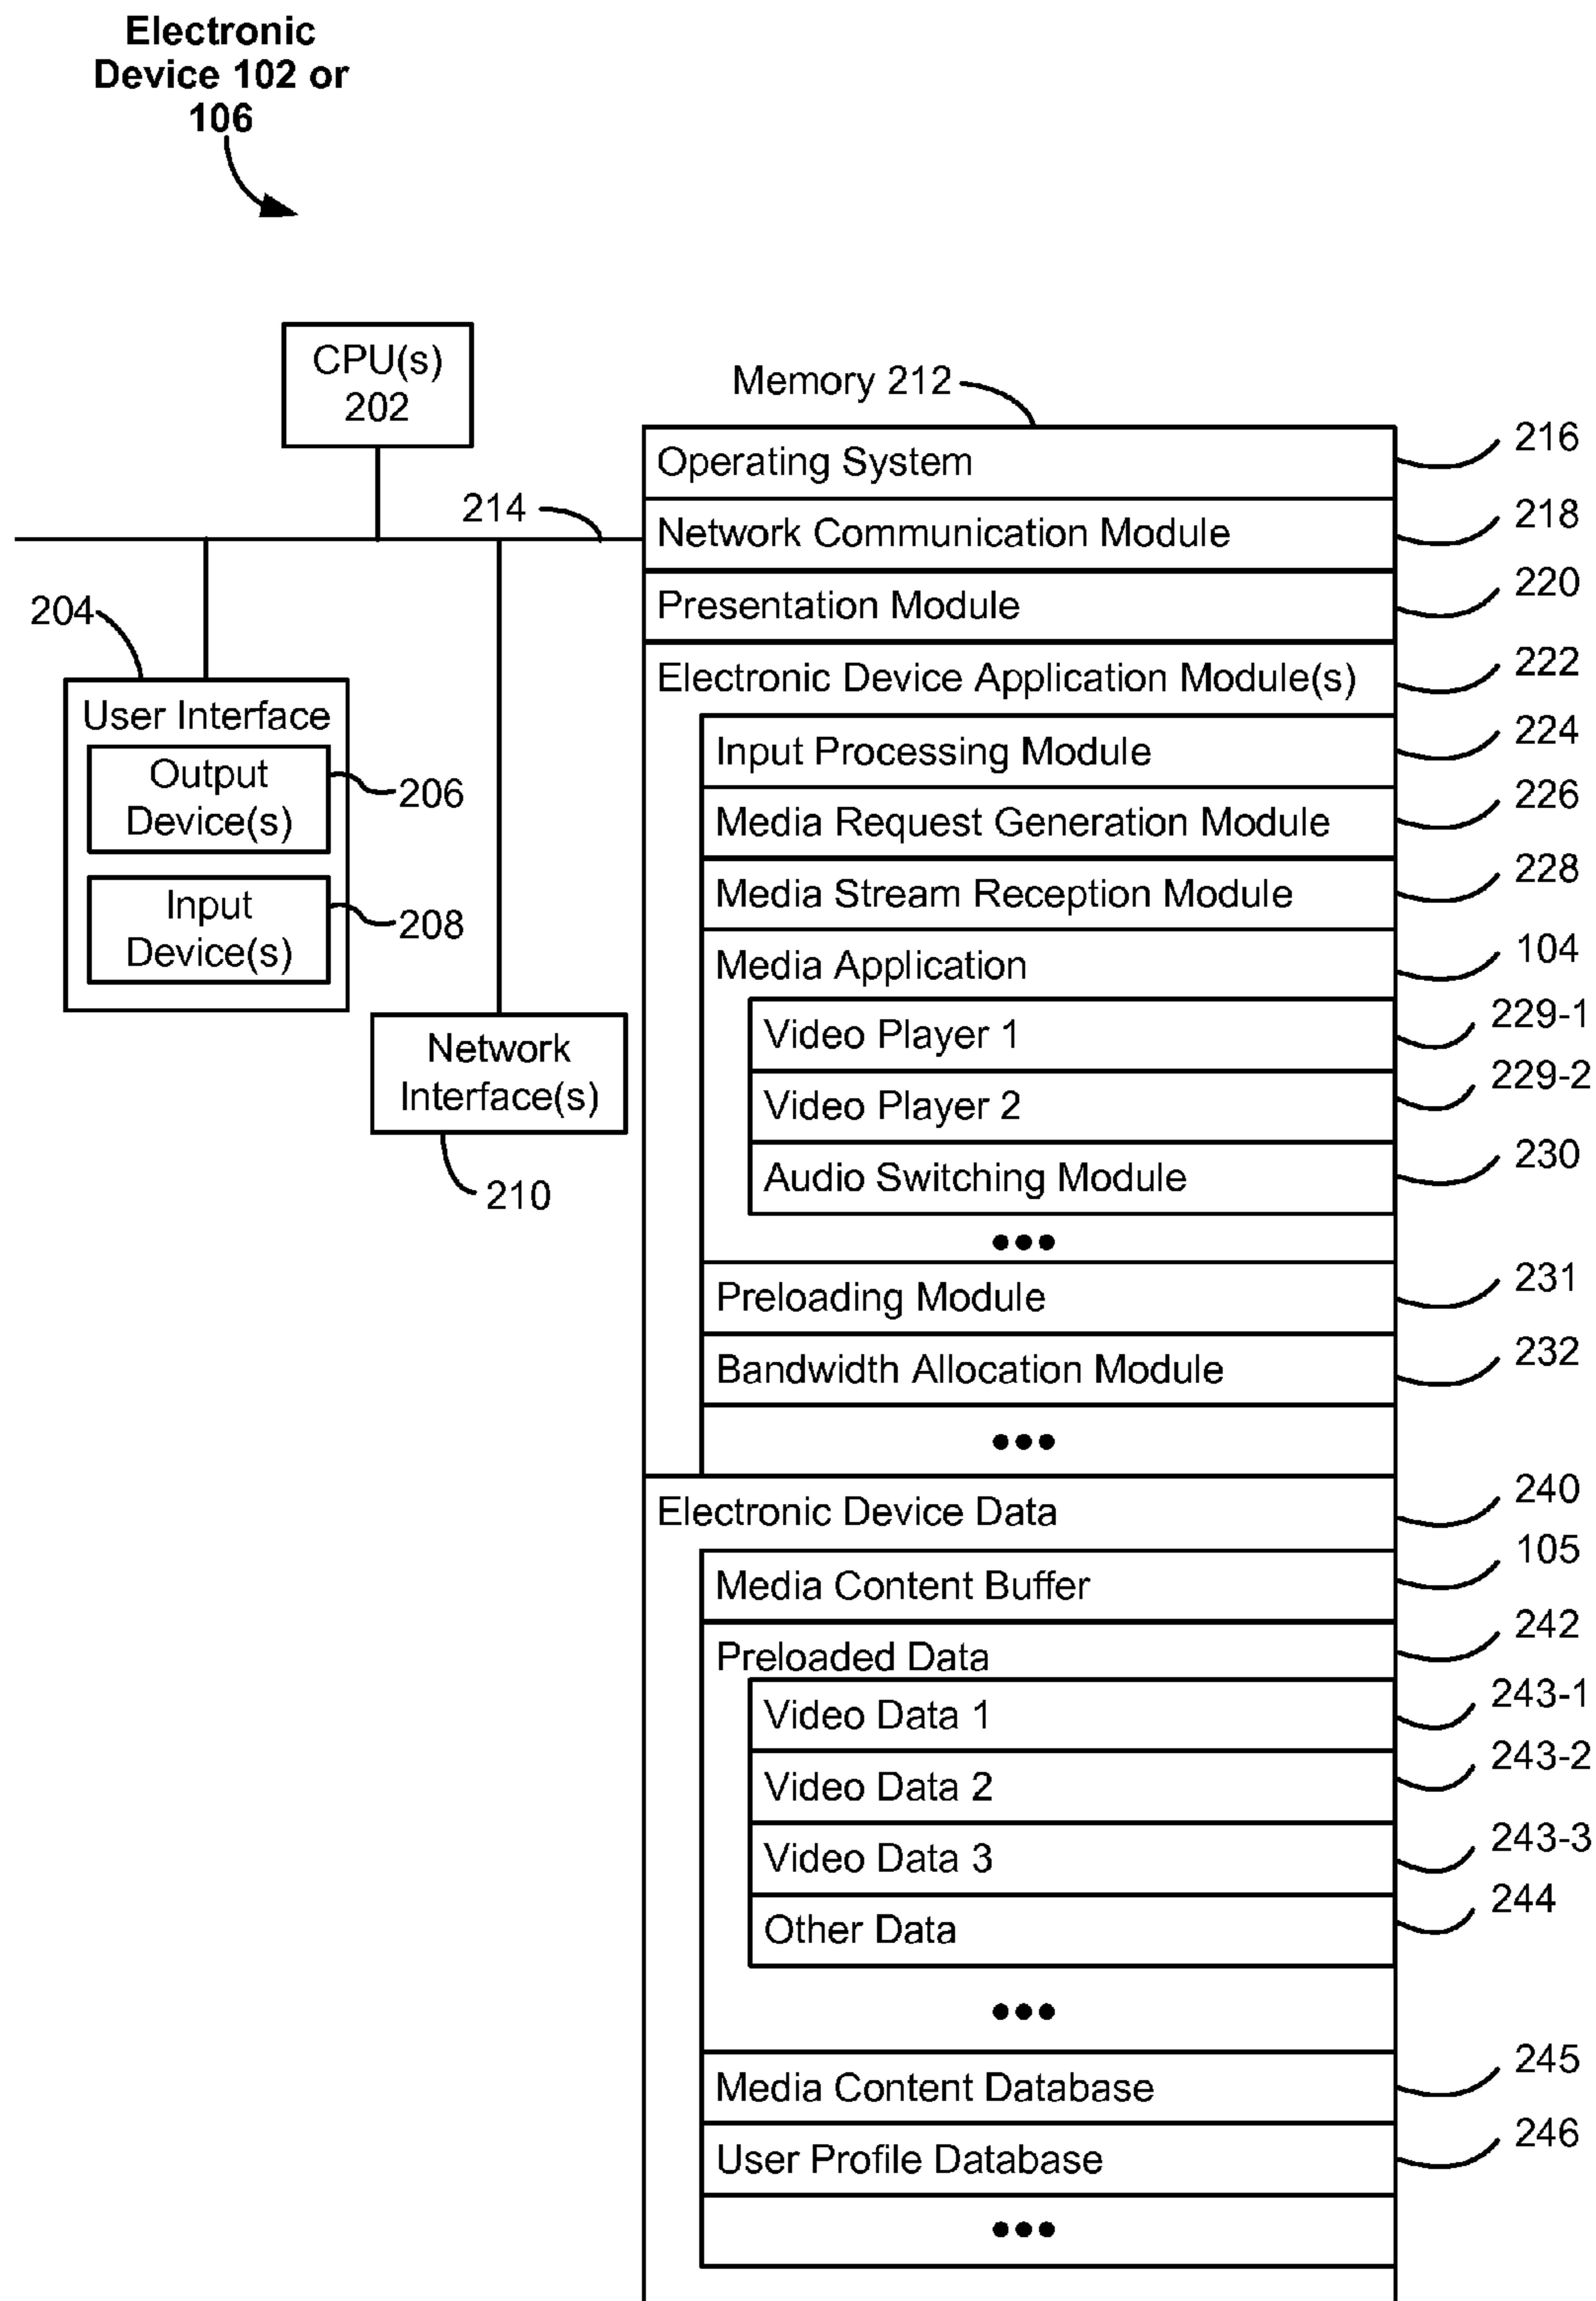 Electronic
Device 102 or
106
CPU(s)
202
Memory 212
214
204
User Interface
Output
Device(s)
206
Input
Device(s)
208
Network
Interface(s)
210
Operating System
216
Network Communication Module
218
Presentation Module
220
Electronic Device Application Module(s)
222
Input Processing Module
224
Media Request Generation Module
226
Media Stream Reception Module
228
Media Application
104
Video Player 1
229-1
Video Player 2
229-2
Audio Switching Module
230
•••
Preloading Module
231
Bandwidth Allocation Module
232
•••
Electronic Device Data
240
Media Content Buffer
105
Preloaded Data
242
Video Data 1
243-1
Video Data 2
243-2
Video Data 3
243-3
Other Data
244
•••
Media Content Database
245
User Profile Database
246
•••